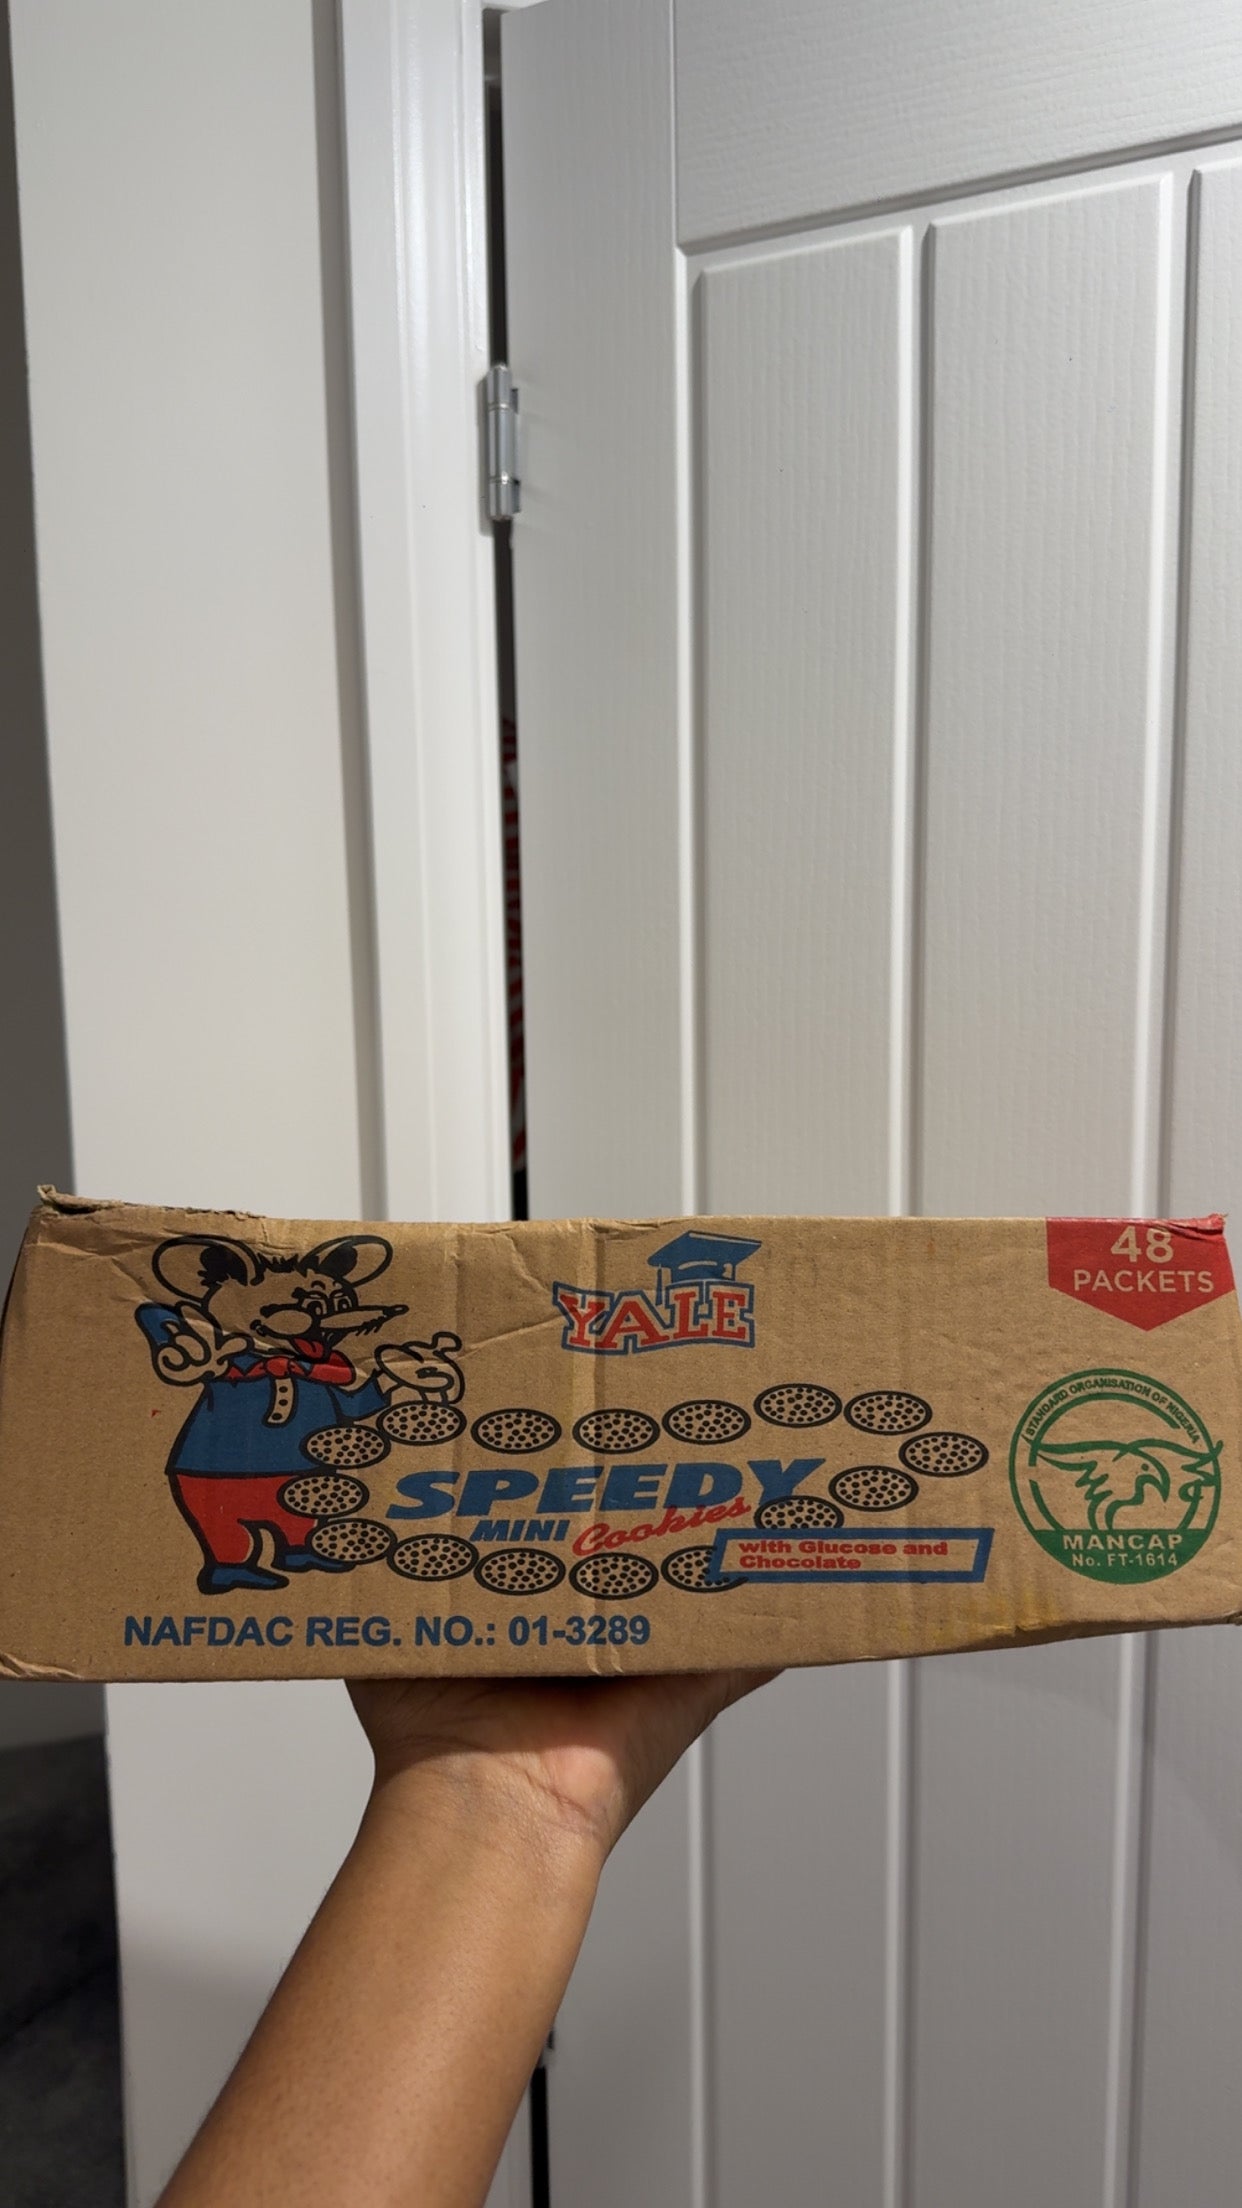 48
PACKETS
YALE
SPEEDY
MINI Cookies
with Glucose and
Chocolate
STANDARD ORGANISATION OF NIGERIA
MANCAP
No. FT-1614
NAFDAC REG. NO.: 01-3289